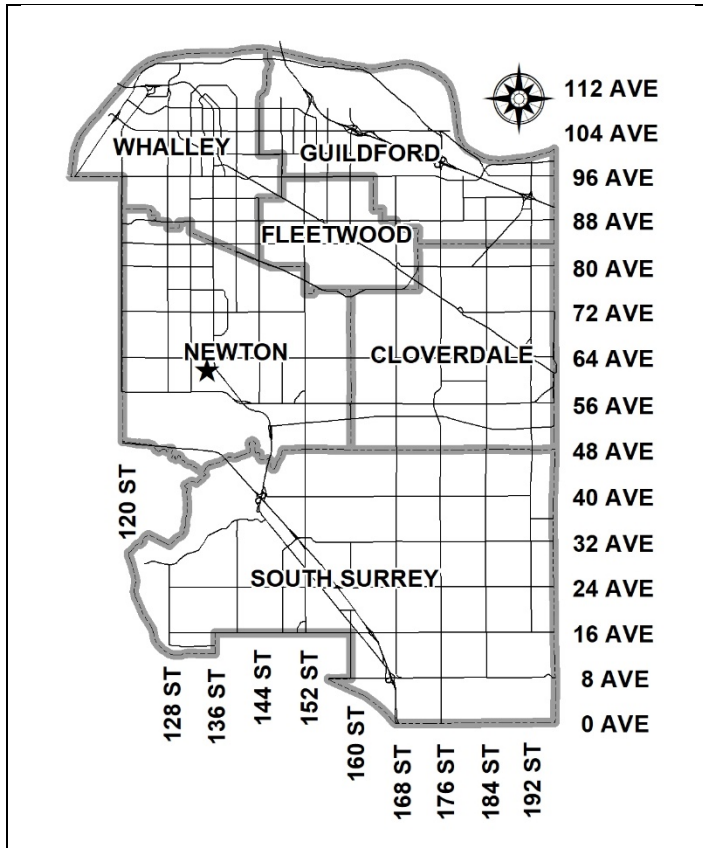 112 AVE
104 AVE
WHALLEY
GUILDFORD
96 AVE
88 AVE
FLEETWOOD
80 AVE
72 AVE
NEWTON
CLOVERDALE
64 AVE
56 AVE
48 AVE
120 ST
40 AVE
32 AVE
SOUTH SURREY
24 AVE
16 AVE
128 ST
136 ST
144 ST
152 ST
160 ST
8 AVE
0 AVE
168 ST
176 ST
184 ST
192 ST